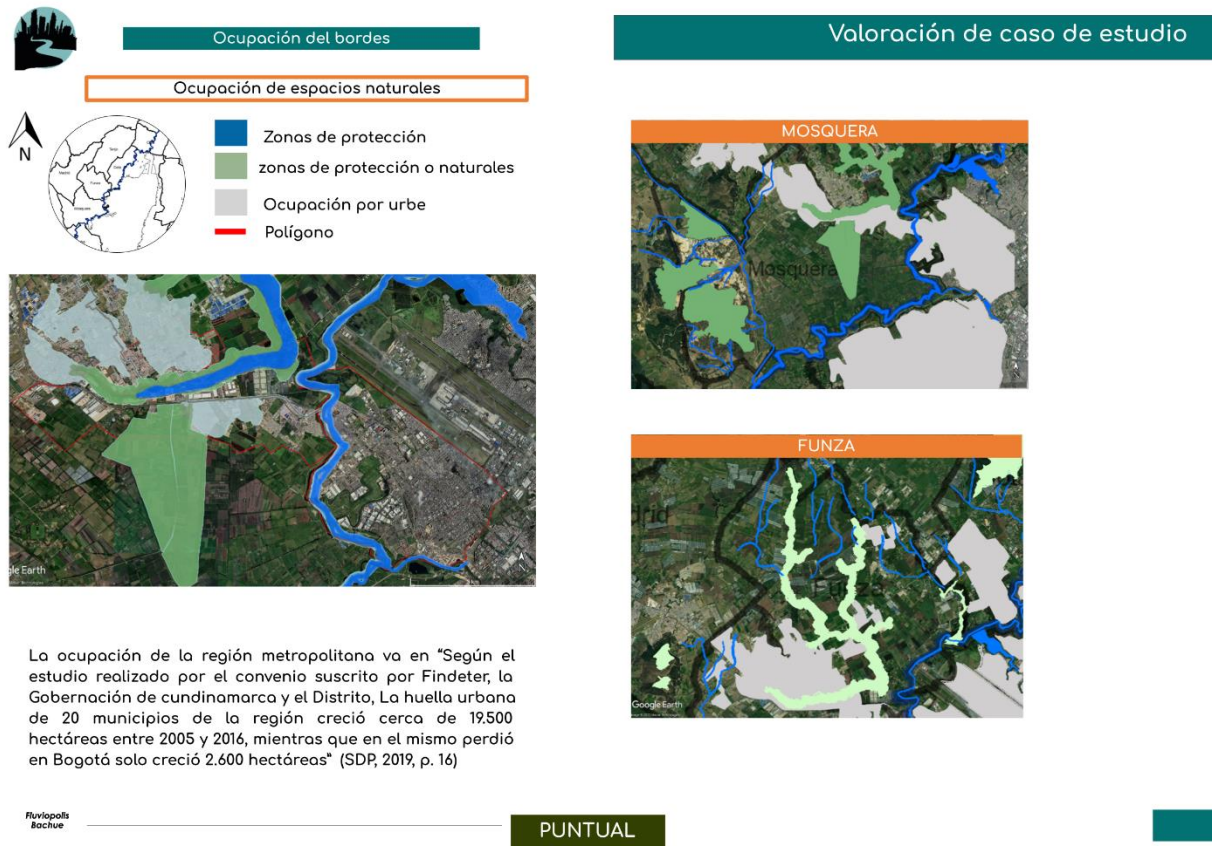 Ocupación del bordes
Valoración de caso de estudio
Ocupación de espacios naturales
N
Zonas de protección
zonas de protección o naturales
Ocupación por urbe
Polígono
gle Earth
La ocupación de la región metropolitana va en “Según el
estudio realizado por el convenio suscrito por Findeter, la
Gobernación de cundinamarca y el Distrito, La huella urbana
de 20 municipios de la región creció cerca de 19.500
hectáreas entre 2005 y 2016, mientras que en el mismo perdió
en Bogotá solo creció 2.600 hectáreas” (SDP, 2019, p. 16)
MOSQUERA
Mosquera
FUNZA
Funza
Google Earth
Fluviopolis
Bachue
PUNTUAL